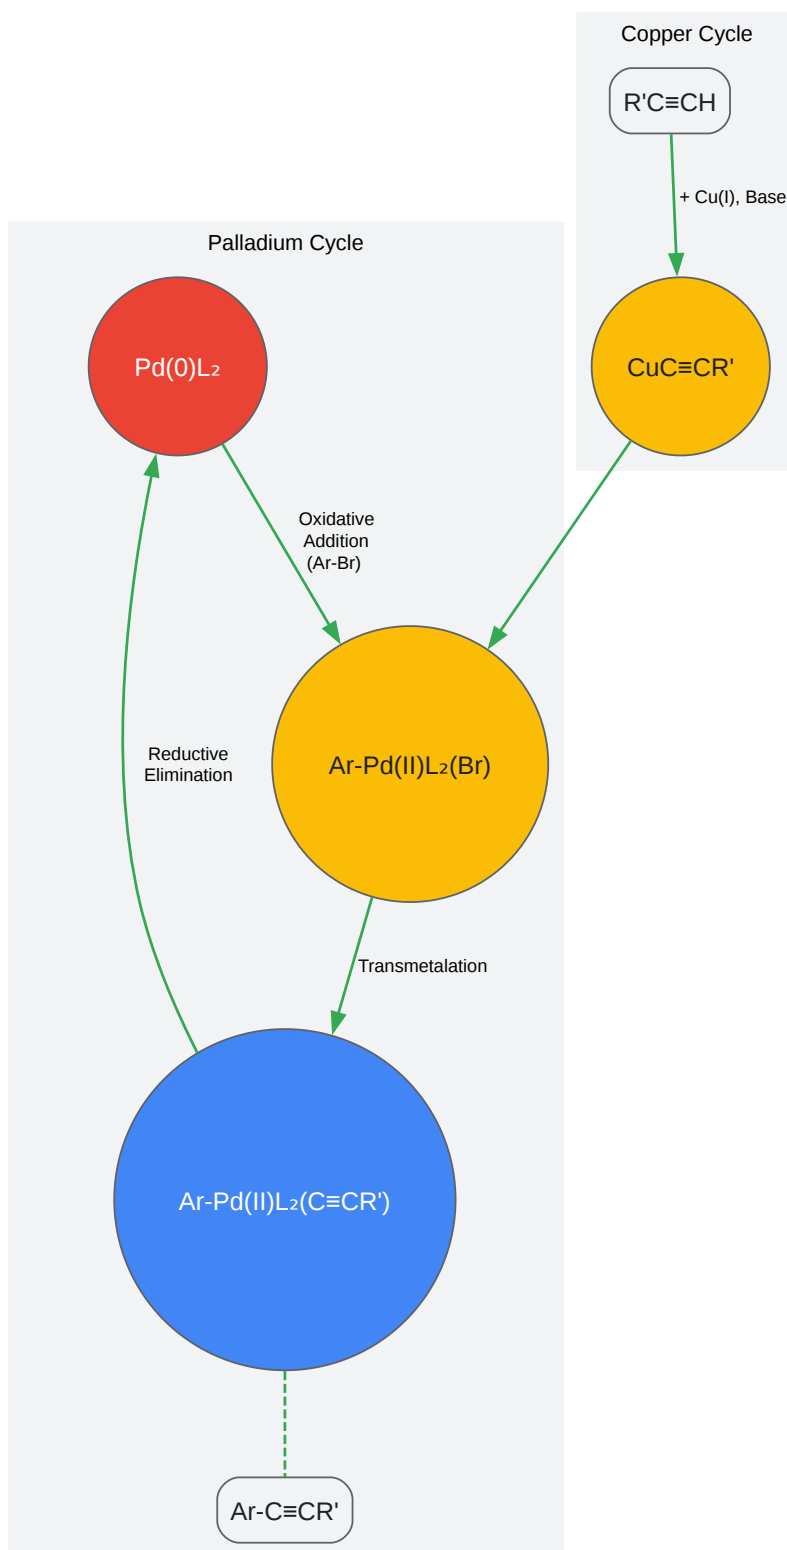 Copper Cycle
R'C≡CH
+ Cu(I), Base
Palladium Cycle
Pd(0)L₂
CuC≡CR'
Oxidative
Addition
(Ar-Br)
Reductive
Elimination
Ar-Pd(II)L₂(Br)
Transmetalation
Ar-Pd(II)L₂(C≡CR')
Ar-C≡CR'